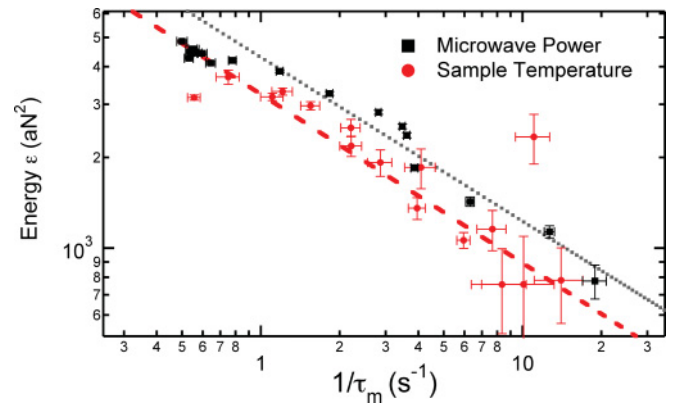 6
5
4
3
2
10³
9
8
7
6
Energy ε (aN²)
Microwave Power
Sample Temperature
3 4 5 6 7 8 1 2 3 4 5 6 7 8 10 2 3
1/τm (s⁻¹)